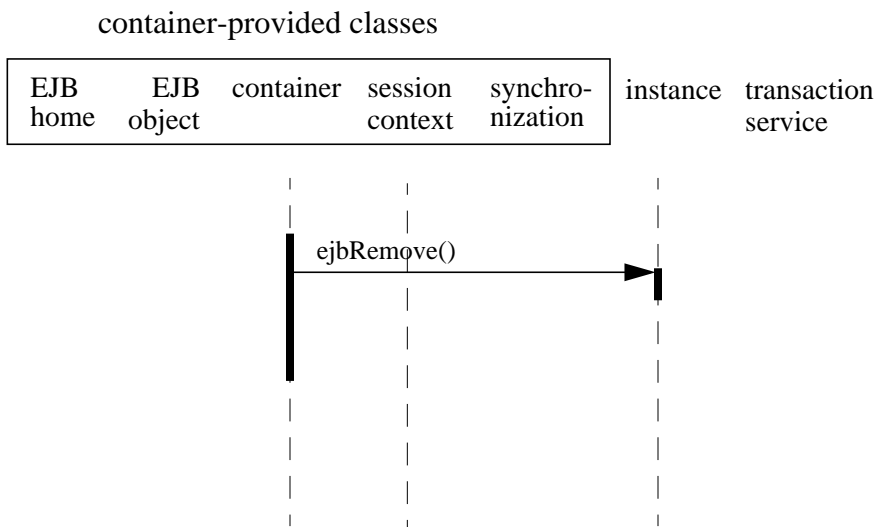 container-provided classes
EJB home
EJB object
container
session context
synchro-
nization
instance
transaction service
ejbRemove()